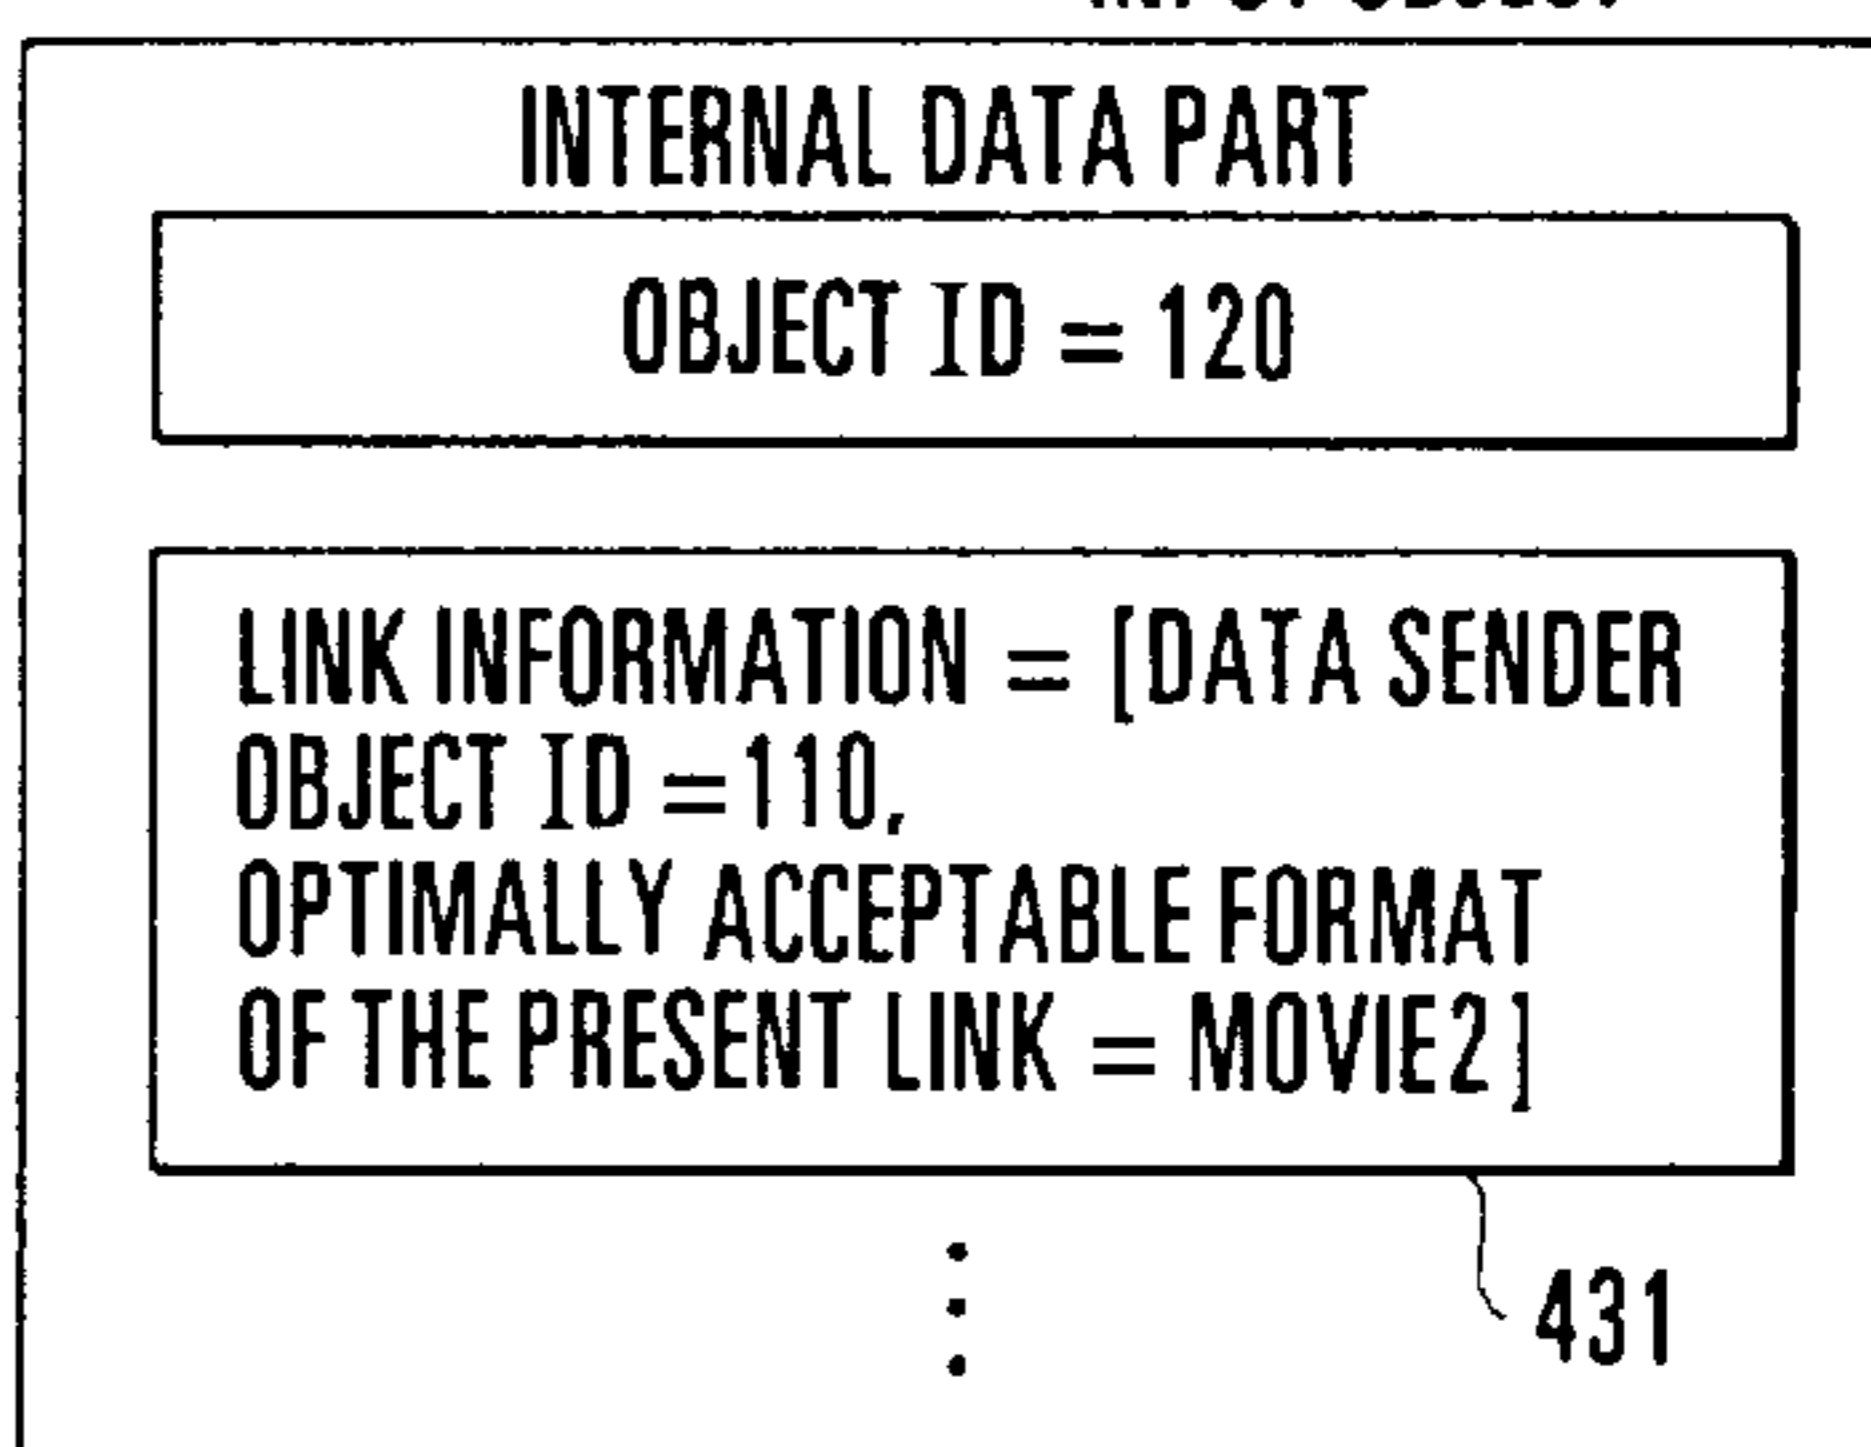 INTERNAL DATA PART
OBJECT ID = 120
LINK INFORMATION = [DATA SENDER
OBJECT ID =110,
OPTIMALLY ACCEPTABLE FORMAT
OF THE PRESENT LINK = MOVIE2]
431